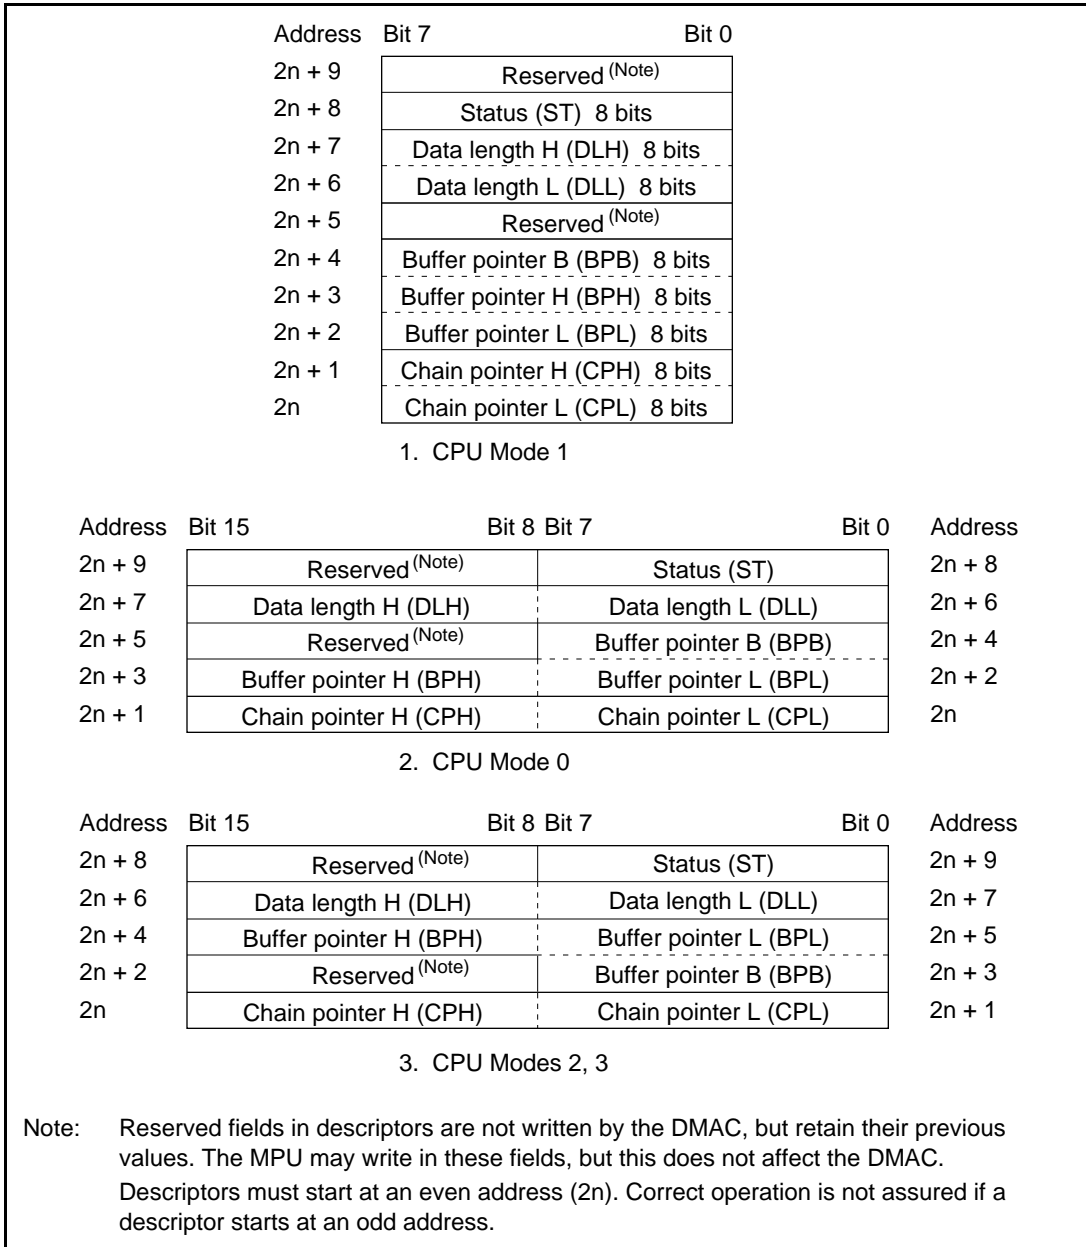 Address Bit 7 Bit 0
2n + 9 Reserved (Note)
2n + 8 Status (ST) 8 bits
2n + 7 Data length H (DLH) 8 bits
2n + 6 Data length L (DLL) 8 bits
2n + 5 Reserved (Note)
2n + 4 Buffer pointer B (BPB) 8 bits
2n + 3 Buffer pointer H (BPH) 8 bits
2n + 2 Buffer pointer L (BPL) 8 bits
2n + 1 Chain pointer H (CPH) 8 bits
2n Chain pointer L (CPL) 8 bits
1. CPU Mode 1
Address Bit 15 Bit 8 Bit 7 Bit 0 Address
2n + 9 Reserved (Note) Status (ST) 2n + 8
2n + 7 Data length H (DLH) Data length L (DLL) 2n + 6
2n + 5 Reserved (Note) Buffer pointer B (BPB) 2n + 4
2n + 3 Buffer pointer H (BPH) Buffer pointer L (BPL) 2n + 2
2n + 1 Chain pointer H (CPH) Chain pointer L (CPL) 2n
2. CPU Mode 0
Address Bit 15 Bit 8 Bit 7 Bit 0 Address
2n + 8 Reserved (Note) Status (ST) 2n + 9
2n + 6 Data length H (DLH) Data length L (DLL) 2n + 7
2n + 4 Buffer pointer H (BPH) Buffer pointer L (BPL) 2n + 5
2n + 2 Reserved (Note) Buffer pointer B (BPB) 2n + 3
2n Chain pointer H (CPH) Chain pointer L (CPL) 2n + 1
3. CPU Modes 2, 3
Note: Reserved fields in descriptors are not written by the DMAC, but retain their previous
values. The MPU may write in these fields, but this does not affect the DMAC.
Descriptors must start at an even address (2n). Correct operation is not assured if a
descriptor starts at an odd address.